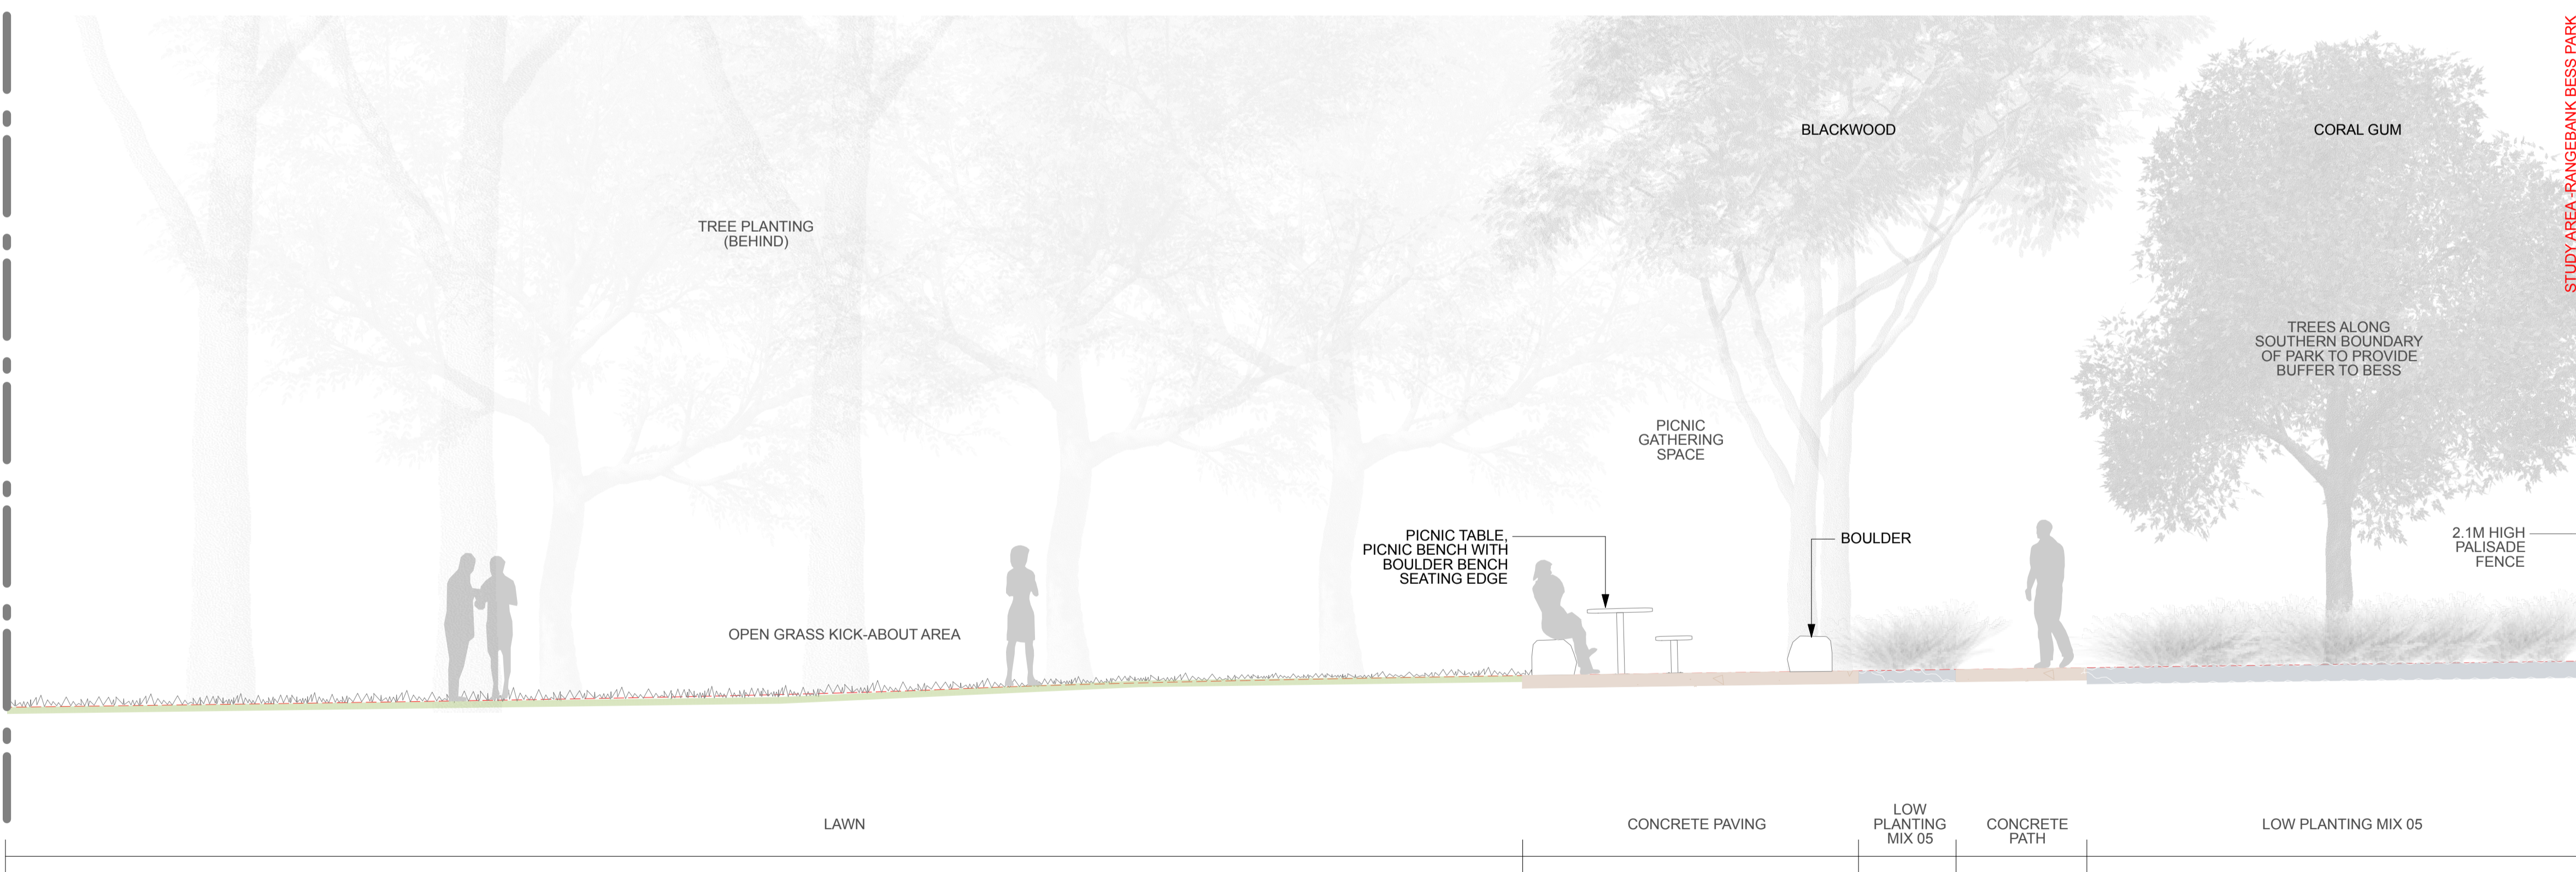 STUDY AREA -RANGEBANK BESS PARK
BLACKWOOD
CORAL GUM
TREE PLANTING
(BEHIND)
TREES ALONG
SOUTHERN BOUNDARY
OF PARK TO PROVIDE
BUFFER TO BESS
PICNIC
GATHERING
SPACE
PICNIC TABLE,
PICNIC BENCH WITH
BOULDER BENCH
SEATING EDGE
BOULDER
2.1M HIGH
PALISADE
FENCE
OPEN GRASS KICK-ABOUT AREA
LAWN
CONCRETE PAVING
LOW
PLANTING
MIX 05
CONCRETE
PATH
LOW PLANTING MIX 05